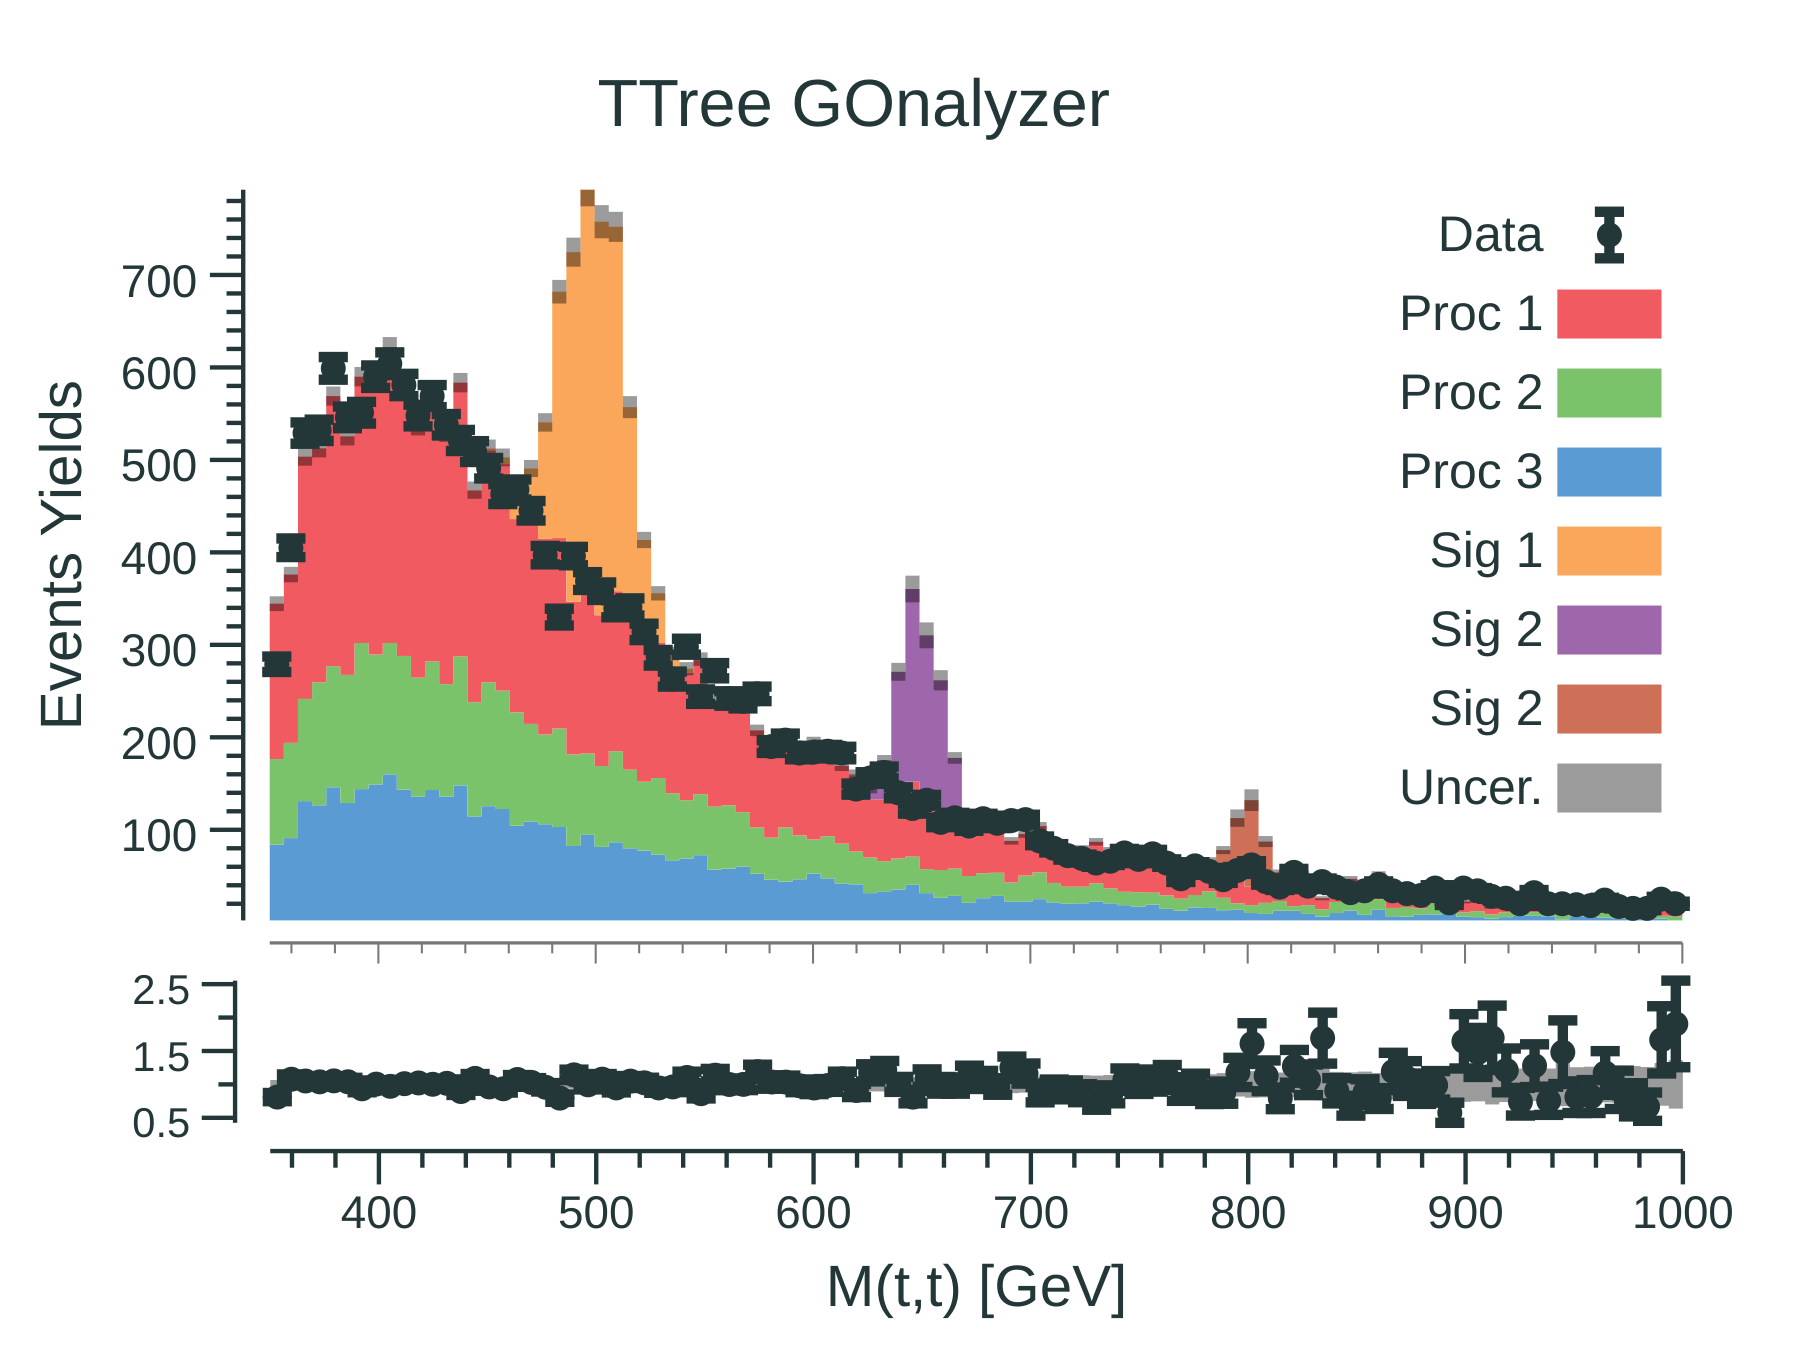 TTree GOnalyzer
Events Yields
700
600
500
400
300
200
100
Data
Proc 1
Proc 2
Proc 3
Sig 1
Sig 2
Sig 2
Uncer.
2.5
1.5
0.5
400 500 600 700 800 900 1000
M(t,t) [GeV]